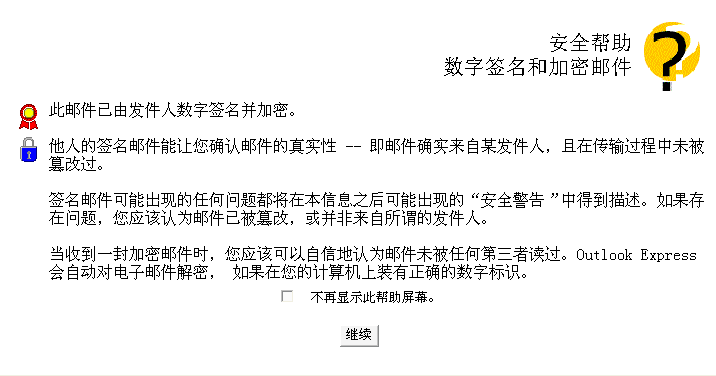 安全帮助
数字签名和加密邮件
此邮件已由发件人数字签名并加密。
他人的签名邮件能让您确认邮件的真实性 -- 即邮件确实来自某发件人，且在传输过程中未被
篡改过。
签名邮件可能出现的任何问题都将在本信息之后可能出现的“安全警告 ”中得到描述。如果存
在问题，您应该认为邮件已被篡改，或并非来自所谓的发件人。
当收到一封加密邮件时，您应该可以自信地认为邮件未被任何第三者读过。Outlook Express
会自动对电子邮件解密， 如果在您的计算机上装有正确的数字标识。
不再显示此帮助屏幕。
继续